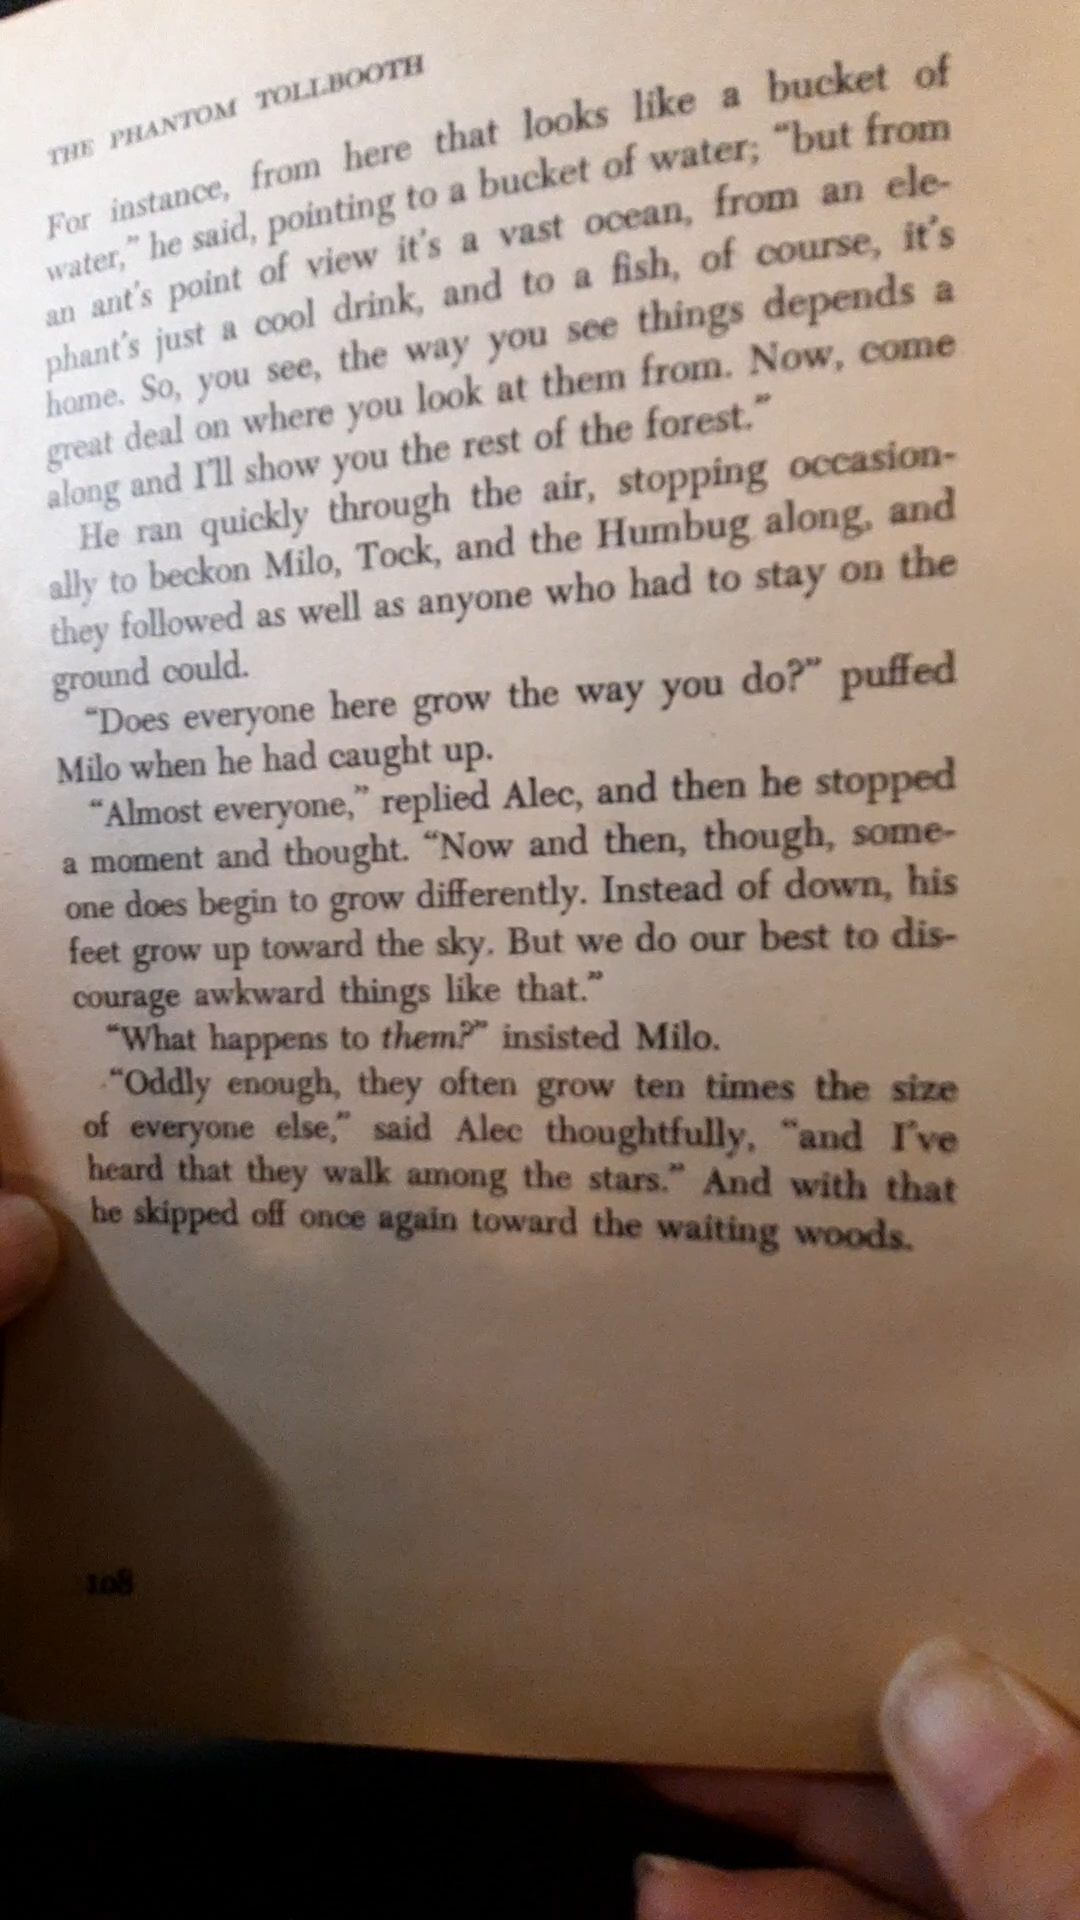 THE PHANTOM TOLLBOOTH
For instance, from here that looks like a bucket of
water,” he said, pointing to a bucket of water; “but from
an ant’s point of view it’s a vast ocean, from an ele-
phant’s just a cool drink, and to a fish, of course, it’s
home. So, you see, the way you see things depends a
great deal on where you look at them from. Now, come
along and I’ll show you the rest of the forest.”
He ran quickly through the air, stopping occasion-
ally to beckon Milo, Tock, and the Humbug along, and
they followed as well as anyone who had to stay on the
ground could.
“Does everyone here grow the way you do?” puffed
Milo when he had caught up.
“Almost everyone,” replied Alec, and then he stopped
a moment and thought. “Now and then, though, some-
one does begin to grow differently. Instead of down, his
feet grow up toward the sky. But we do our best to dis-
courage awkward things like that.”
“What happens to them?” insisted Milo.
“Oddly enough, they often grow ten times the size
of everyone else,” said Alec thoughtfully, “and I’ve
heard that they walk among the stars.” And with that
he skipped off once again toward the waiting woods.
108